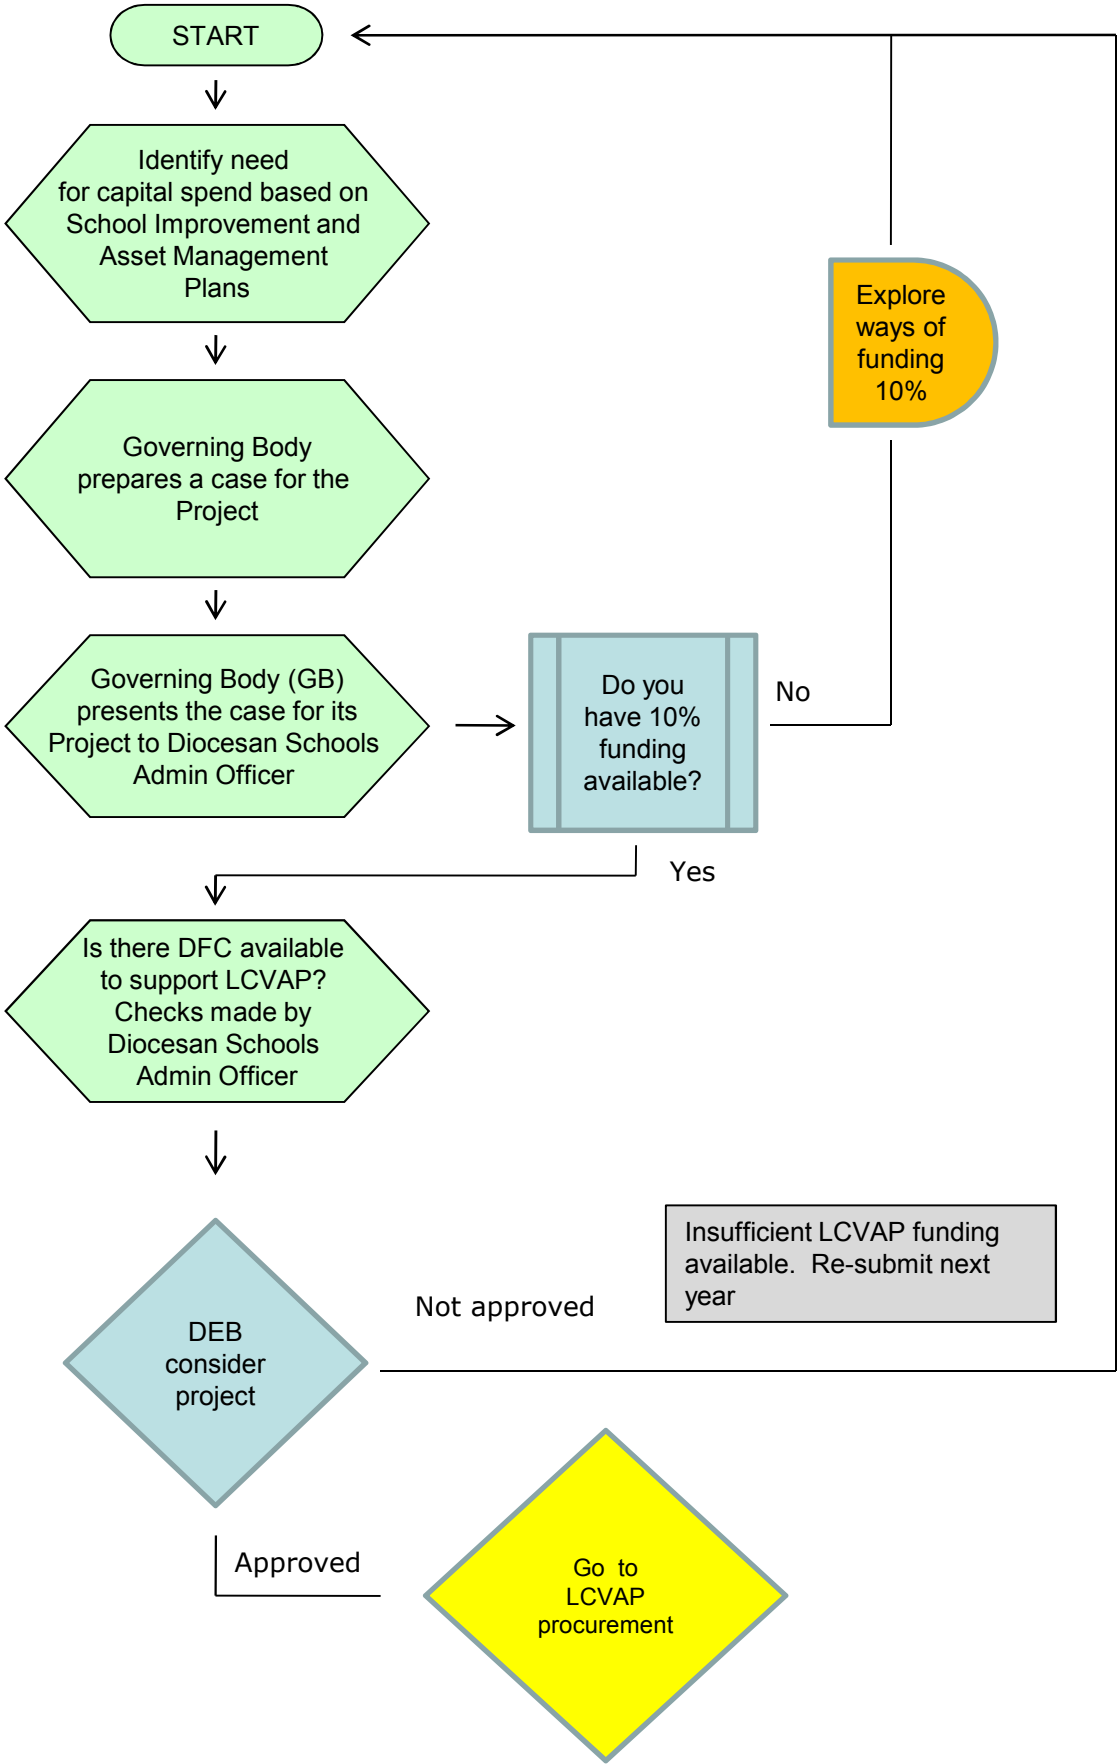 START
Identify need
for capital spend based on
School Improvement and
Asset Management
Plans
Explore
ways of
funding
10%
Governing Body
prepares a case for the
Project
Governing Body (GB)
presents the case for its
Project to Diocesan Schools
Admin Officer
Do you
have 10%
funding
available?
No
Yes
Is there DFC available
to support LCVAP?
Checks made by
Diocesan Schools
Admin Officer
Insufficient LCVAP funding
available.  Re-submit next
year
Not approved
DEB
consider
project
Approved
Go  to
LCVAP
procurement